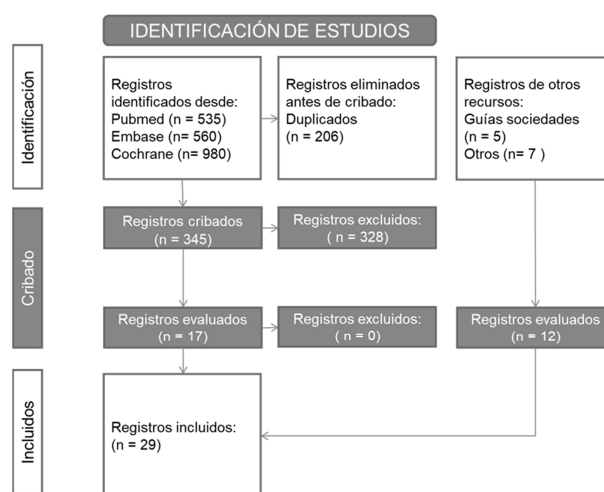 IDENTIFICACIÓN DE ESTUDIOS
Identificación
Registros
identificados desde:
Pubmed (n = 535)
Embase (n= 560)
Cochrane (n= 980)
Registros eliminados
antes de cribado:
Duplicados
(n = 206)
Registros de otros
recursos:
Guías sociedades
(n = 5)
Otros (n= 7 )
Cribado
Registros cribados
(n = 345)
Registros excluidos:
( n = 328)
Registros evaluados
(n = 17)
Registros excluidos:
( n = 0)
Registros evaluados
(n = 12)
Incluidos
Registros incluidos:
(n = 29)